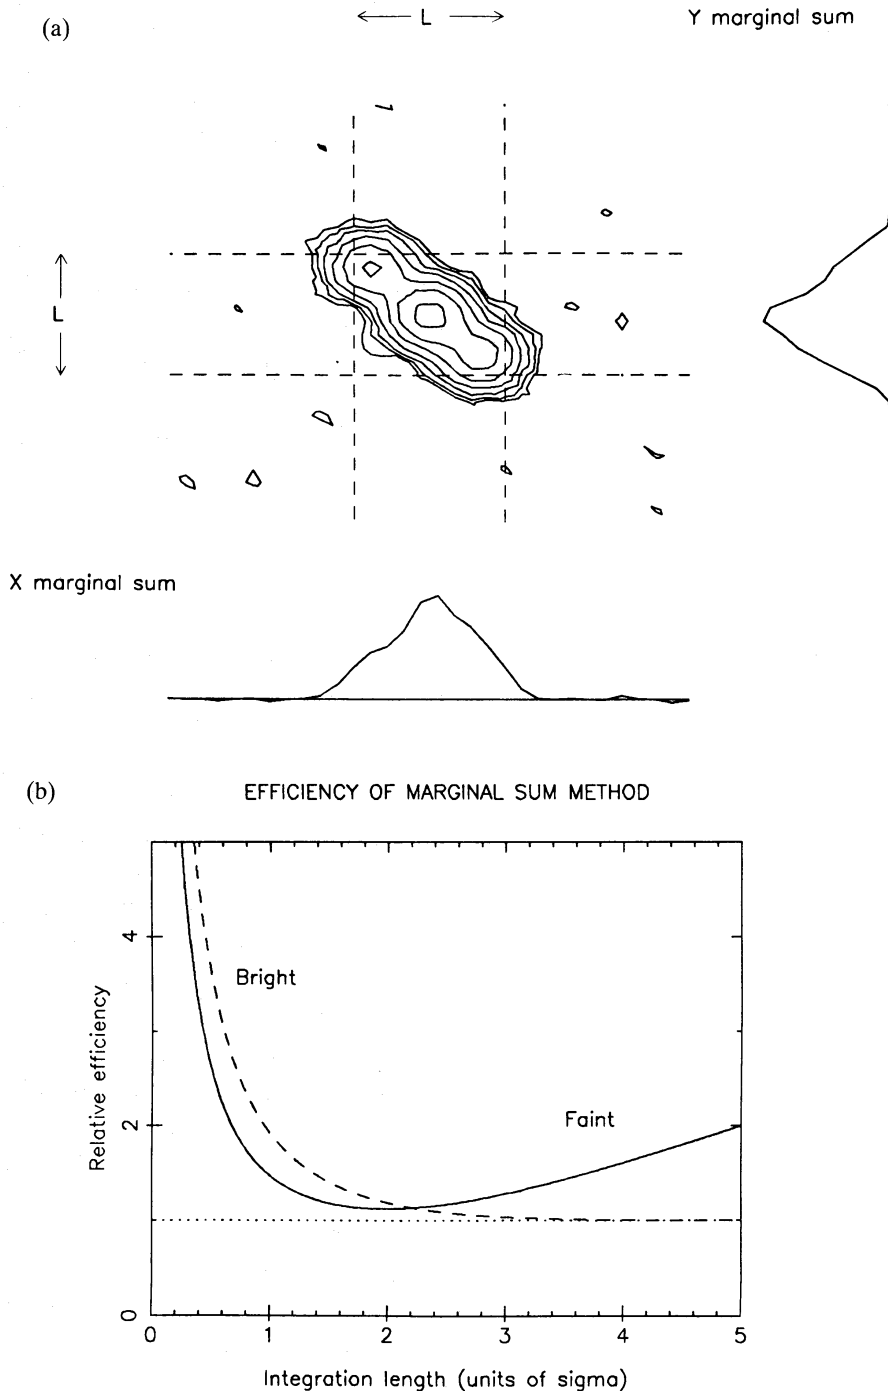 (a)
L
Y marginal sum
L
X marginal sum
(b)
EFFICIENCY OF MARGINAL SUM METHOD
Relative efficiency
4
2
0
Bright
Faint
0 1 2 3 4 5
Integration length (units of sigma)